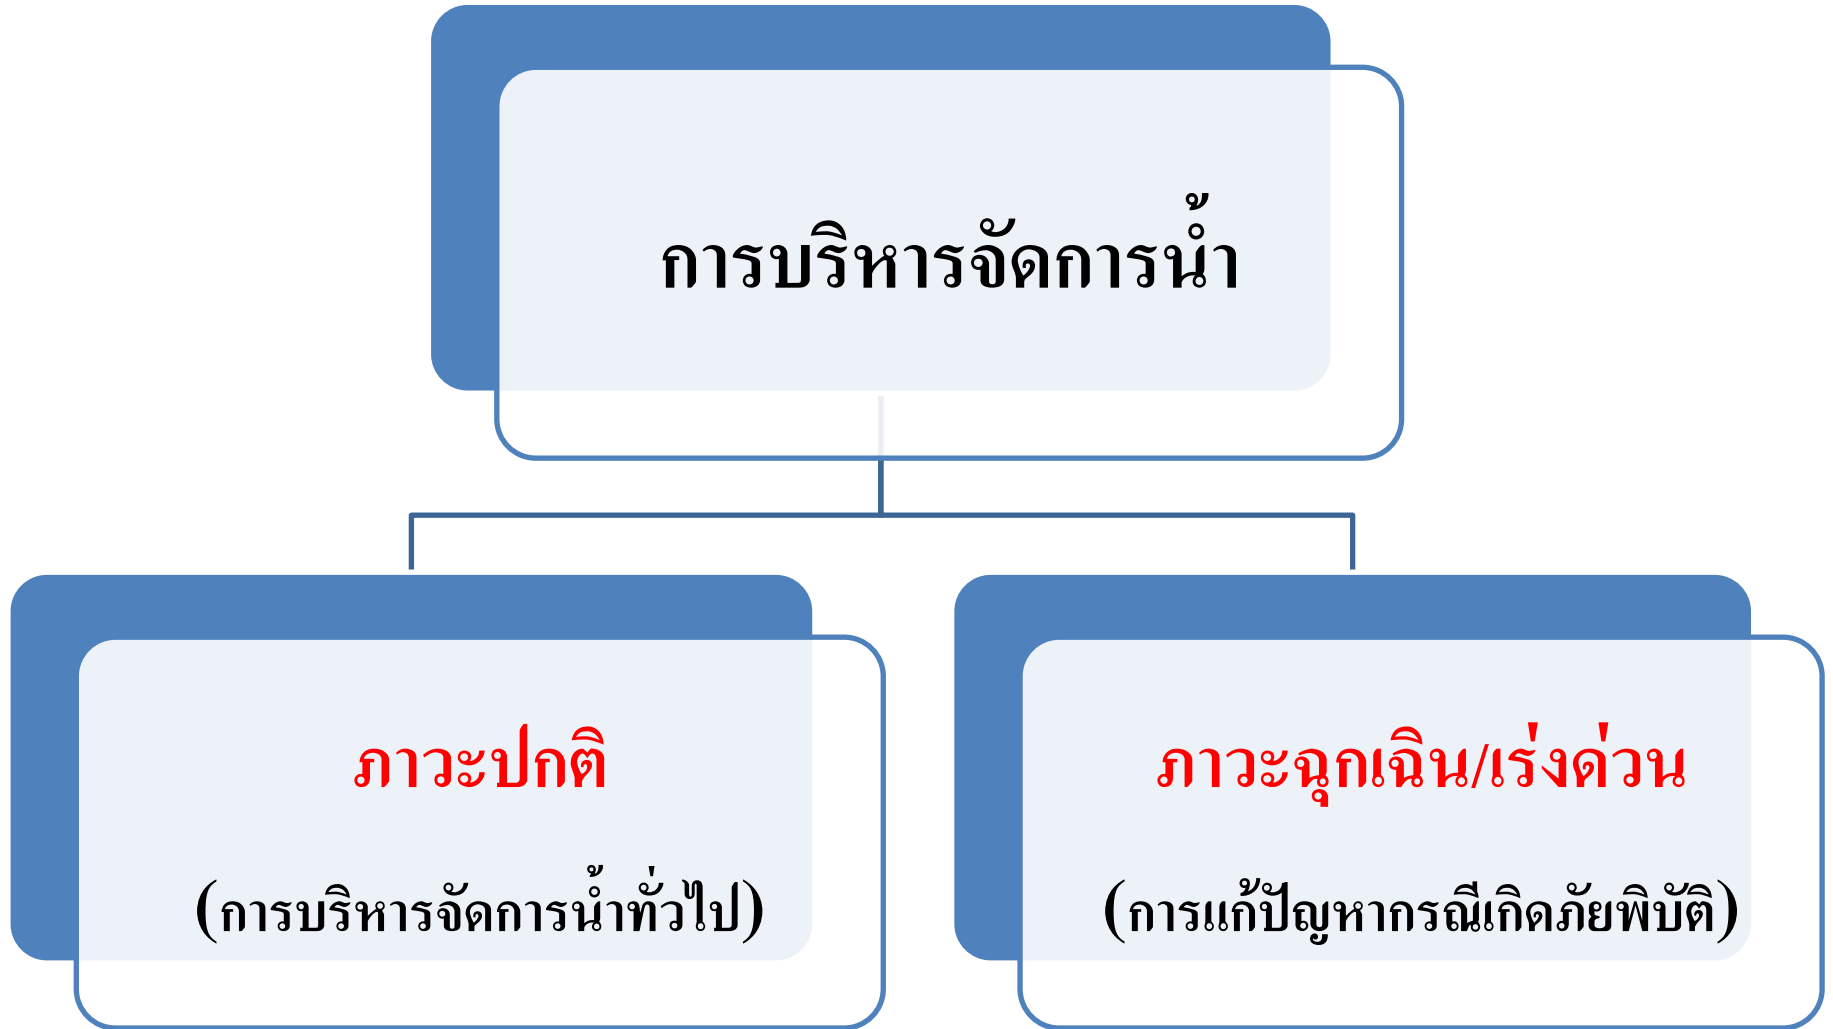 การบริหารจัดการน้ำ
ภาวะปกติ
(การบริหารจัดการน้ำทั่วไป)
ภาวะฉุกเฉิน/เร่งด่วน
(การแก้ปัญหากรณีเกิดภัยพิบัติ)